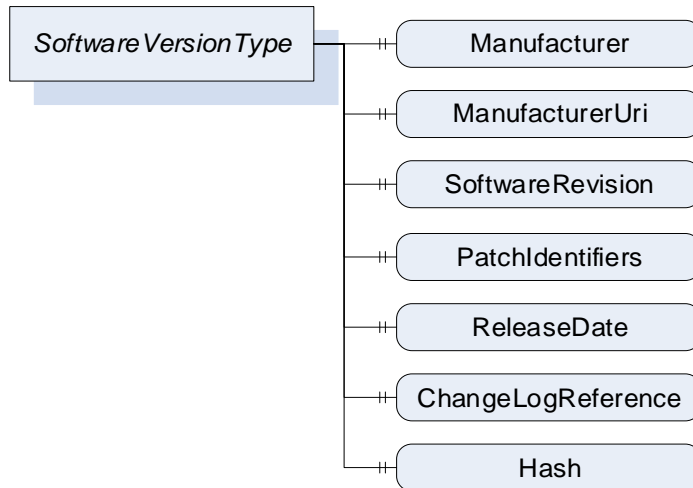 SoftwareVersionType
Manufacturer
ManufacturerUri
SoftwareRevision
PatchIdentifiers
ReleaseDate
ChangeLogReference
Hash